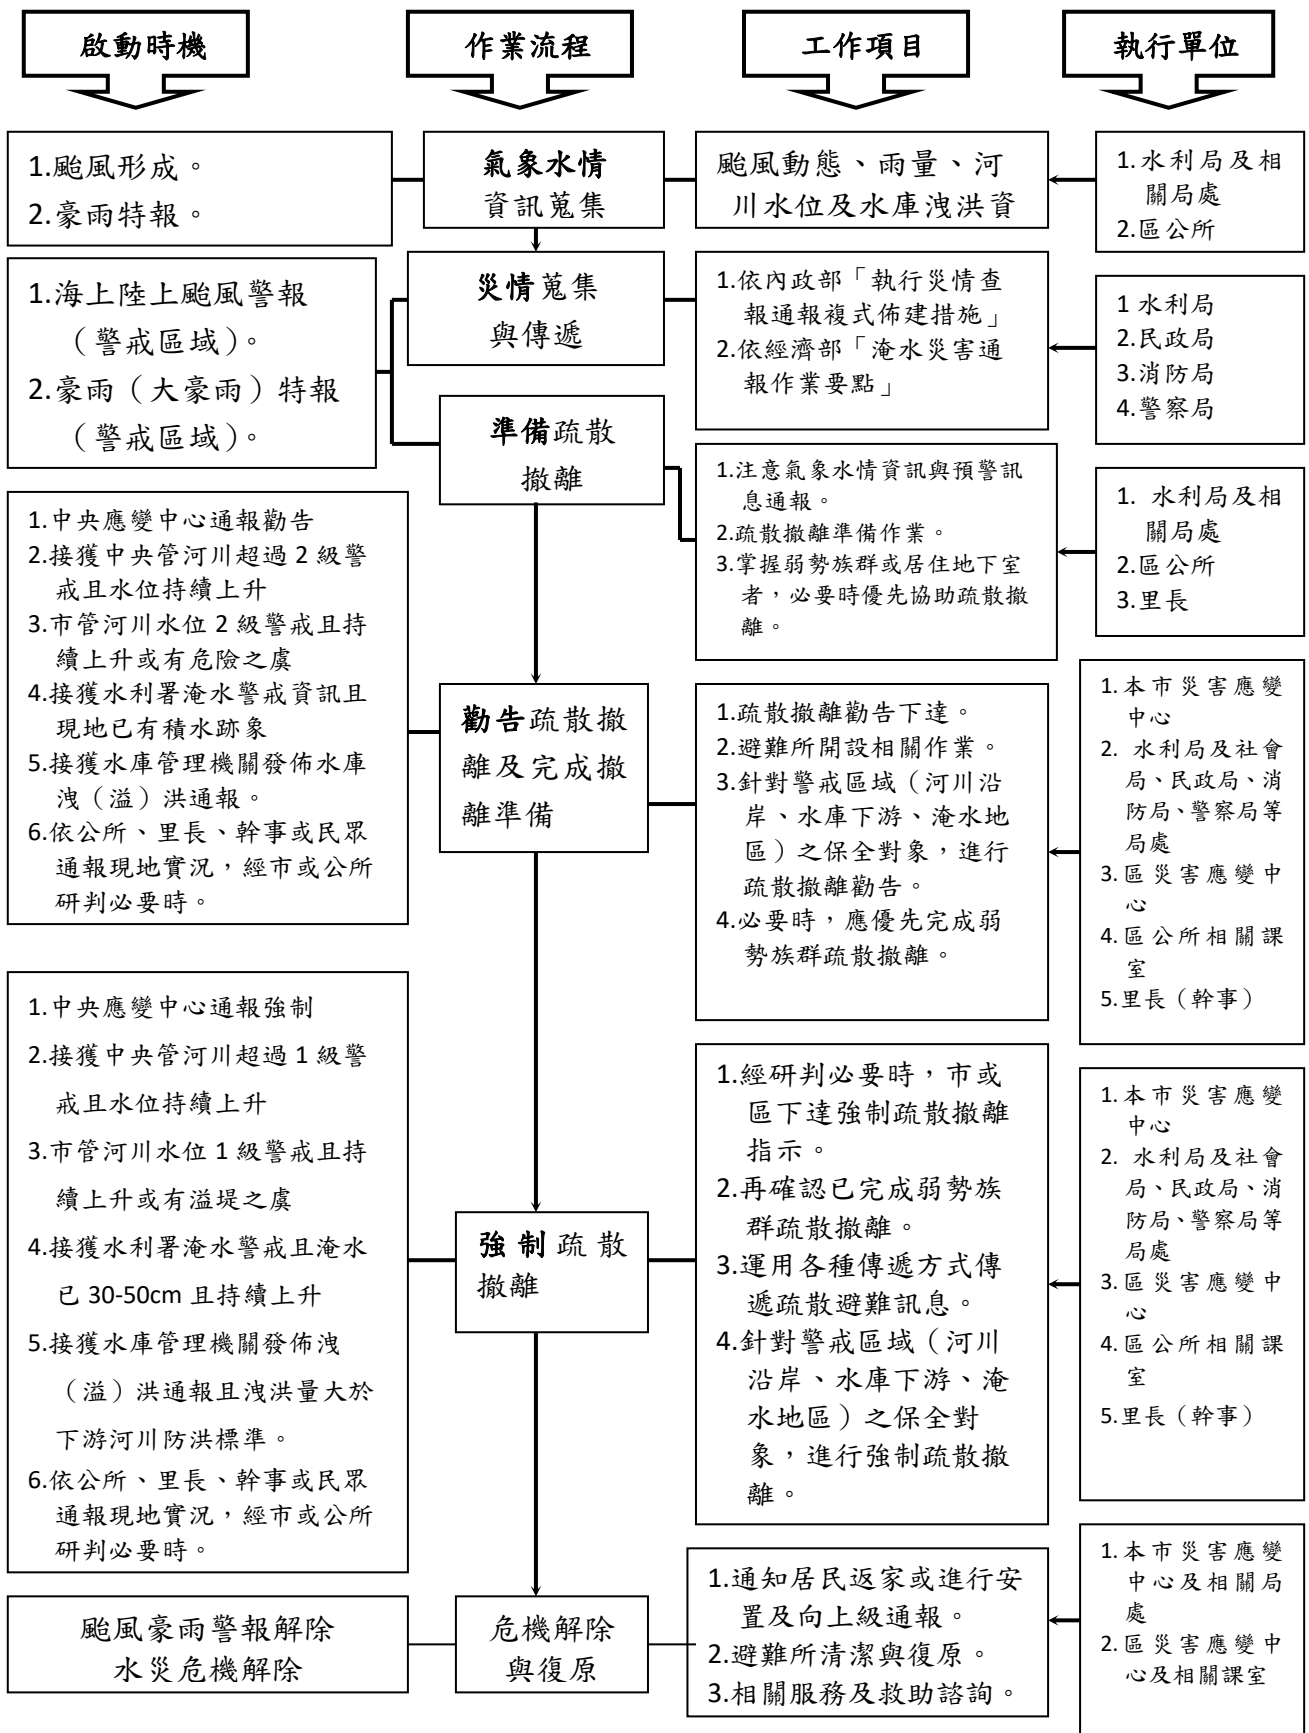 啟動時機
作業流程
工作項目
執行單位
1.颱風形成。
2.豪雨特報。
氣象水情
資訊蒐集
颱風動態、雨量、河
川水位及水庫洩洪資
1.水利局及相
關局處
2.區公所
1.海上陸上颱風警報
（警戒區域）。
2.豪雨（大豪雨）特報
（警戒區域）。
災情蒐集
與傳遞
1.依內政部「執行災情查
報通報複式佈建措施」
2.依經濟部「淹水災害通
報作業要點」
1 水利局
2.民政局
3.消防局
4.警察局
準備疏散
撤離
1.注意氣象水情資訊與預警訊
息通報。
2.疏散撤離準備作業。
3.掌握弱勢族群或居住地下室
者，必要時優先協助疏散撤
離。
1. 水利局及相
關局處
2.區公所
3.里長
1.中央應變中心通報勸告
2.接獲中央管河川超過 2 級警
戒且水位持續上升
3.市管河川水位 2 級警戒且持
續上升或有危險之虞
4.接獲水利署淹水警戒資訊且
現地已有積水跡象
5.接獲水庫管理機關發佈水庫
洩（溢）洪通報。
6.依公所、里長、幹事或民眾
通報現地實況，經市或公所
研判必要時。
勸告疏散撤
離及完成撤
離準備
1.疏散撤離勸告下達。
2.避難所開設相關作業。
3.針對警戒區域（河川沿
岸、水庫下游、淹水地
區）之保全對象，進行
疏散撤離勸告。
4.必要時，應優先完成弱
勢族群疏散撤離。
1.本市災害應變
中心
2. 水利局及社會
局、民政局、消
防局、警察局等
局處
3.區災害應變中
心
4.區公所相關課
室
5.里長（幹事）
1.中央應變中心通報強制
2.接獲中央管河川超過 1 級警
戒且水位持續上升
3.市管河川水位 1 級警戒且持
續上升或有溢堤之虞
4.接獲水利署淹水警戒且淹水
已 30-50cm 且持續上升
5.接獲水庫管理機關發佈洩
（溢）洪通報且洩洪量大於
下游河川防洪標準。
6.依公所、里長、幹事或民眾
通報現地實況，經市或公所
研判必要時。
強制疏散
撤離
1.經研判必要時，市或
區下達強制疏散撤離
指示。
2.再確認已完成弱勢族
群疏散撤離。
3.運用各種傳遞方式傳
遞疏散避難訊息。
4.針對警戒區域（河川
沿岸、水庫下游、淹
水地區）之保全對
象，進行強制疏散撤
離。
1.本市災害應變
中心
2. 水利局及社會
局、民政局、消
防局、警察局等
局處
3.區災害應變中
心
4.區公所相關課
室
5.里長（幹事）
颱風豪雨警報解除
水災危機解除
危機解除
與復原
1.通知居民返家或進行安
置及向上級通報。
2.避難所清潔與復原。
3.相關服務及救助諮詢。
1.本市災害應變
中心及相關局
處
2.區災害應變中
心及相關課室